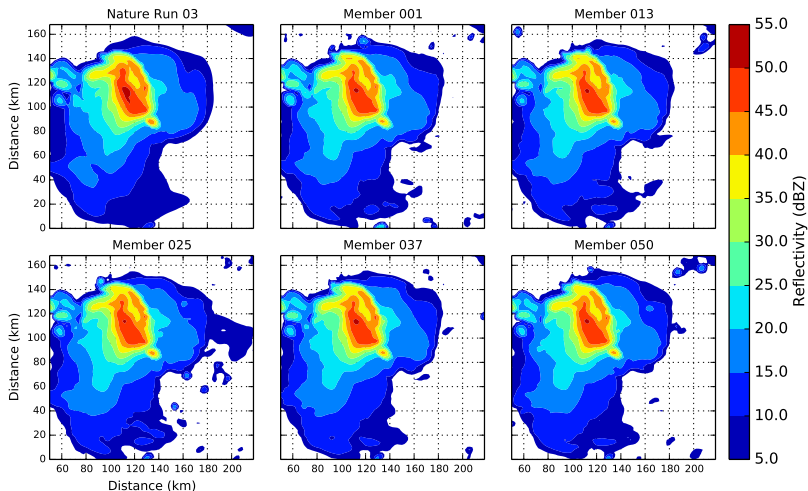 Nature Run 03
Member 001
Member 013
55.0
50.0
45.0
40.0
35.0
30.0
25.0
20.0
15.0
10.0
5.0
Reflectivity (dBZ)
160
140
120
100
80
60
40
20
0
Distance (km)
Member 025
Member 037
Member 050
160
140
120
100
80
60
40
20
0
Distance (km)
60 80 100 120 140 160 180 200
60 80 100 120 140 160 180 200
60 80 100 120 140 160 180 200
Distance (km)